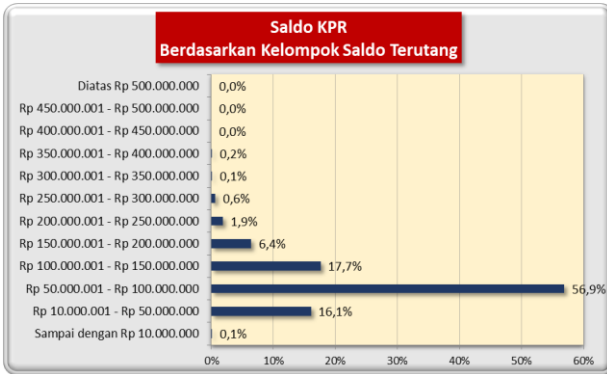 Saldo KPR
Berdasarkan Kelompok Saldo Terutang
Diatas Rp 500.000.000 0,0%
Rp 450.000.001 - Rp 500.000.000 0,0%
Rp 400.000.001 - Rp 450.000.000 0,0%
Rp 350.000.001 - Rp 400.000.000 0,2%
Rp 300.000.001 - Rp 350.000.000 0,1%
Rp 250.000.001 - Rp 300.000.000 0,6%
Rp 200.000.001 - Rp 250.000.000 1,9%
Rp 150.000.001 - Rp 200.000.000 6,4%
Rp 100.000.001 - Rp 150.000.000 17,7%
Rp 50.000.001 - Rp 100.000.000 56,9%
Rp 10.000.001 - Rp 50.000.000 16,1%
Sampai dengan Rp 10.000.000 0,1%
0% 10% 20% 30% 40% 50% 60%